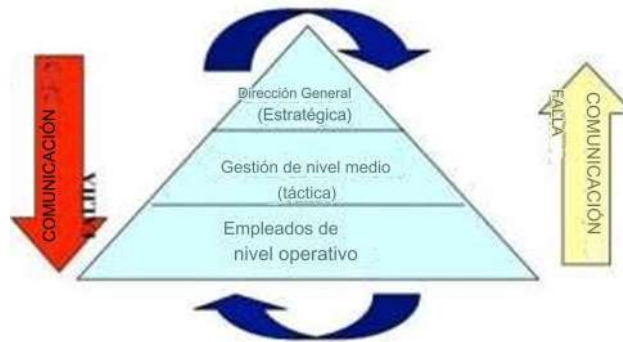 Dirección General
(Estratégica)
Gestión de nivel medio
(táctica)
Empleados de
nivel operativo
COMUNICACIÓN
COMUNICACIÓN
FALLA